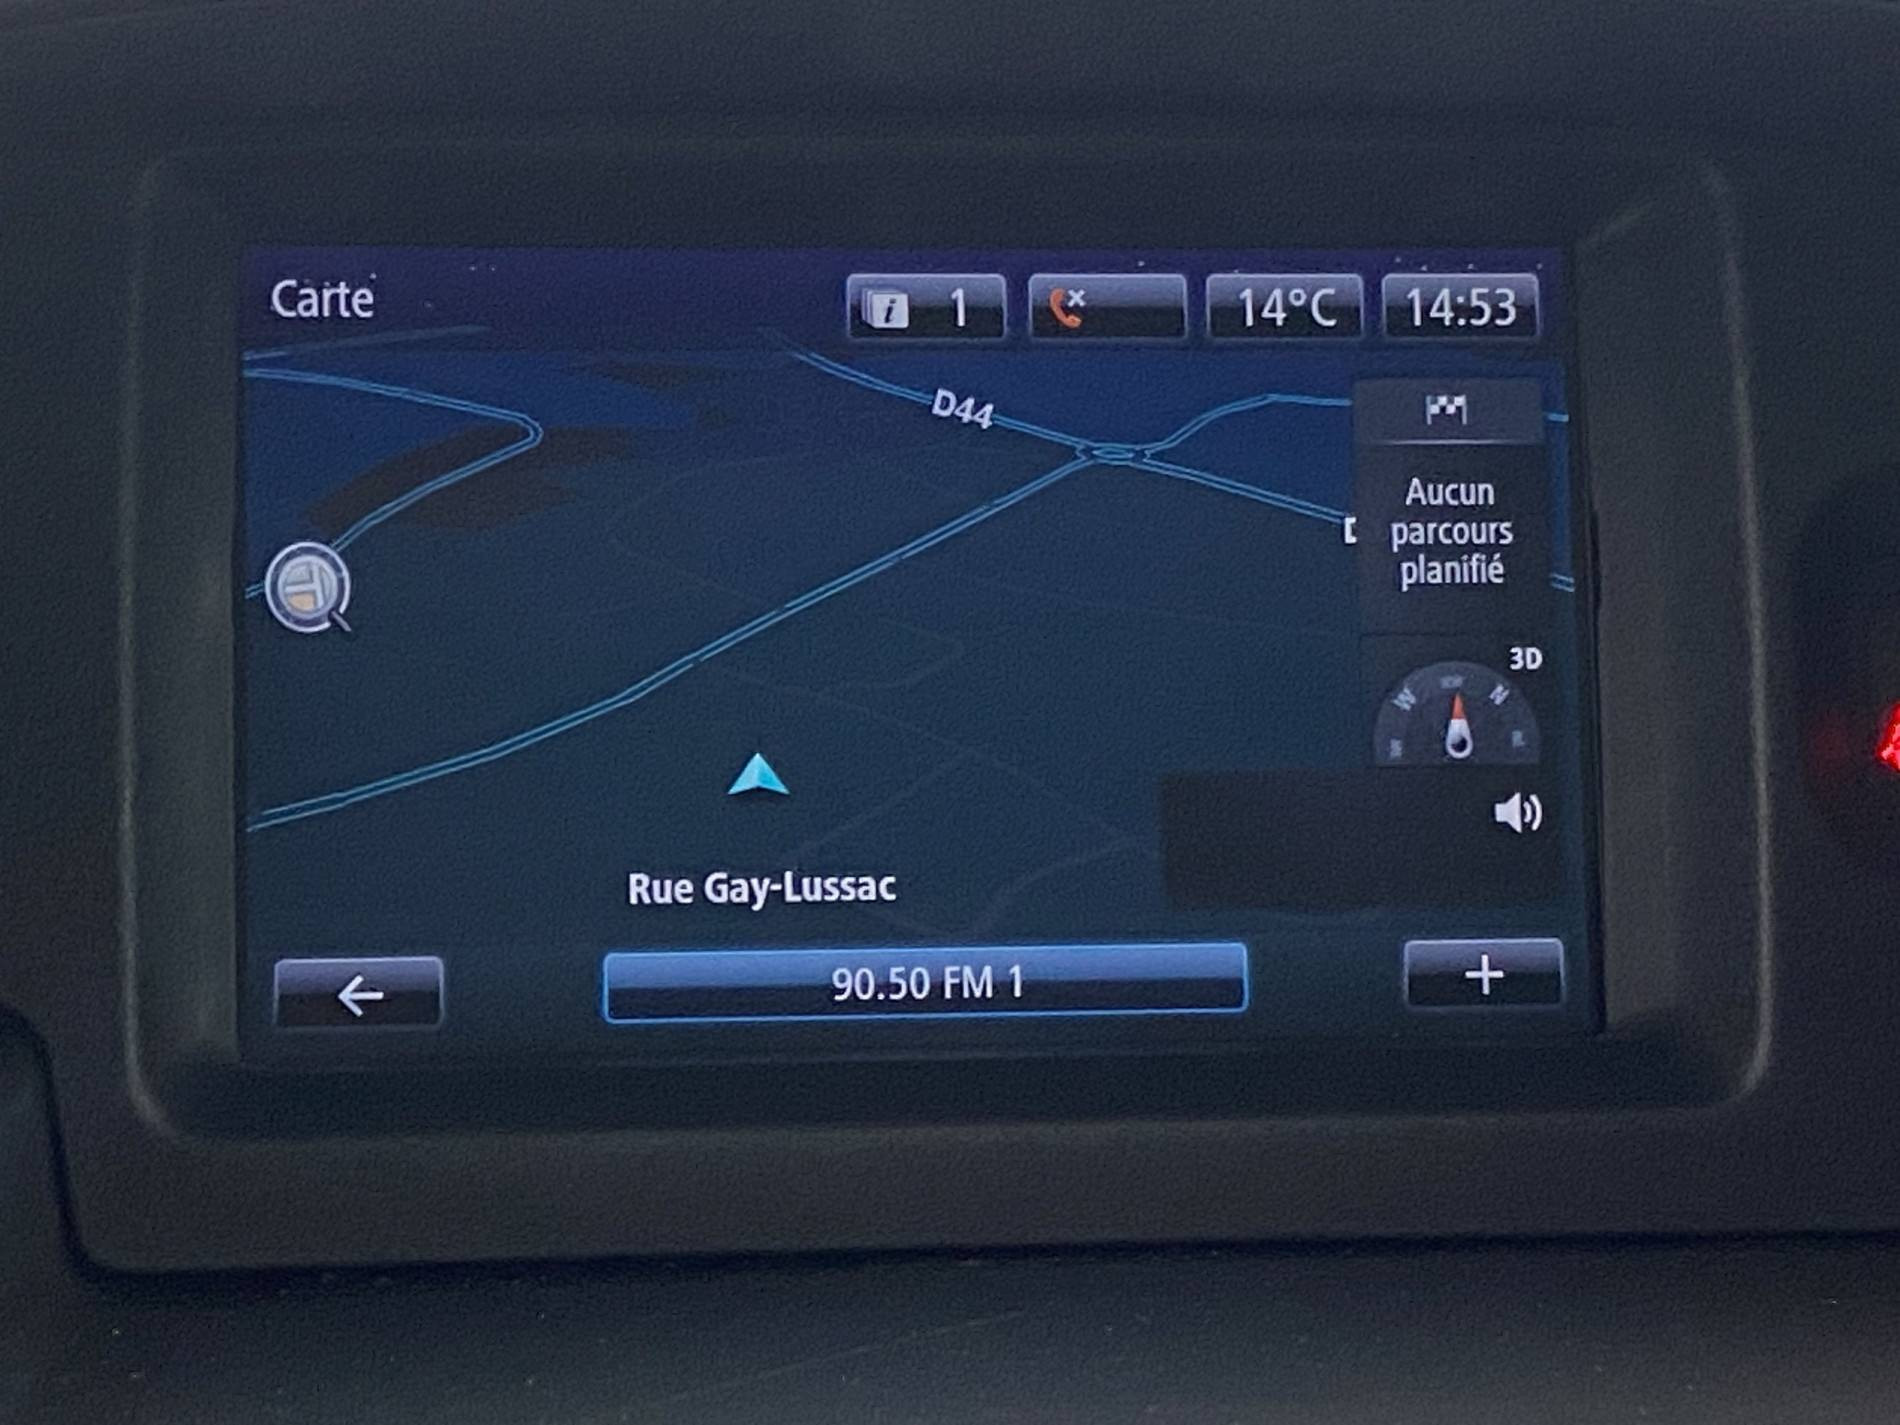 Carte
i 1
14°C
14:53
D44
Aucun
parcours
planifié
3D
W
N
Rue Gay-Lussac
90.50 FM 1